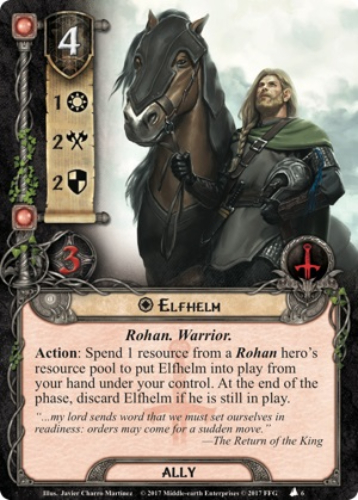 4
1
2
2
3
Elfhelm
Rohan. Warrior.
Action: Spend 1 resource from a Rohan hero's
resource pool to put Elfhelm into play from
your hand under your control. At the end of the
phase, discard Elfhelm if he is still in play.
"...my lord sends word that we must set ourselves in
readiness: orders may come for a sudden move."
—The Return of the King
ALLY
Illus. Javier Charro Martinez © 2017 Middle-earth Enterprises © 2017 FFG 6